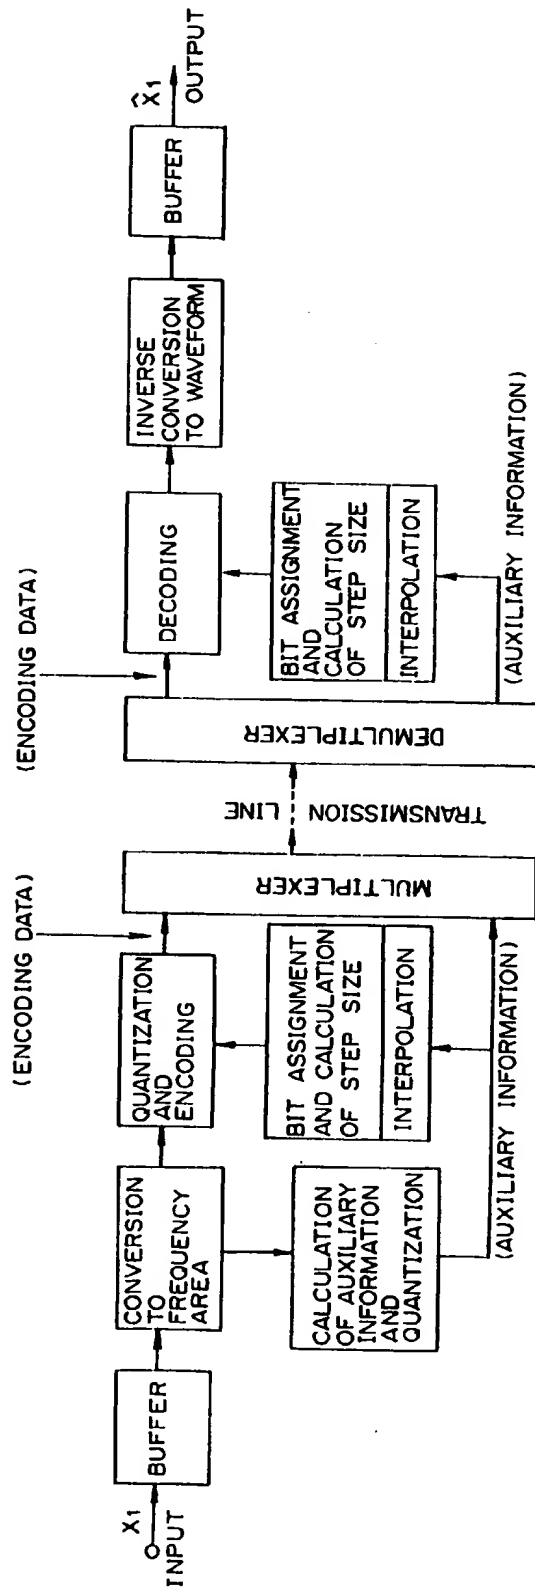 X1
INPUT
BUFFER
CONVERSION
TO
FREQUENCY
AREA
CALCULATION
OF AUXILIARY
INFORMATION
AND
QUANTIZATION
(AUXILIARY INFORMATION)
QUANTIZATION
AND
ENCODING
(ENCODING DATA)
BIT ASSIGNMENT
AND CALCULATION
OF STEP SIZE
INTERPOLATION
MULTIPLEXER
TRANSMISSION
LINE
DEMULTIPLEXER
(ENCODING DATA)
DECODING
BIT ASSIGNMENT
AND
CALCULATION
OF STEP SIZE
INTERPOLATION
(AUXILIARY INFORMATION)
INVERSE
CONVERSION
TO WAVEFORM
BUFFER
X̂1
OUTPUT